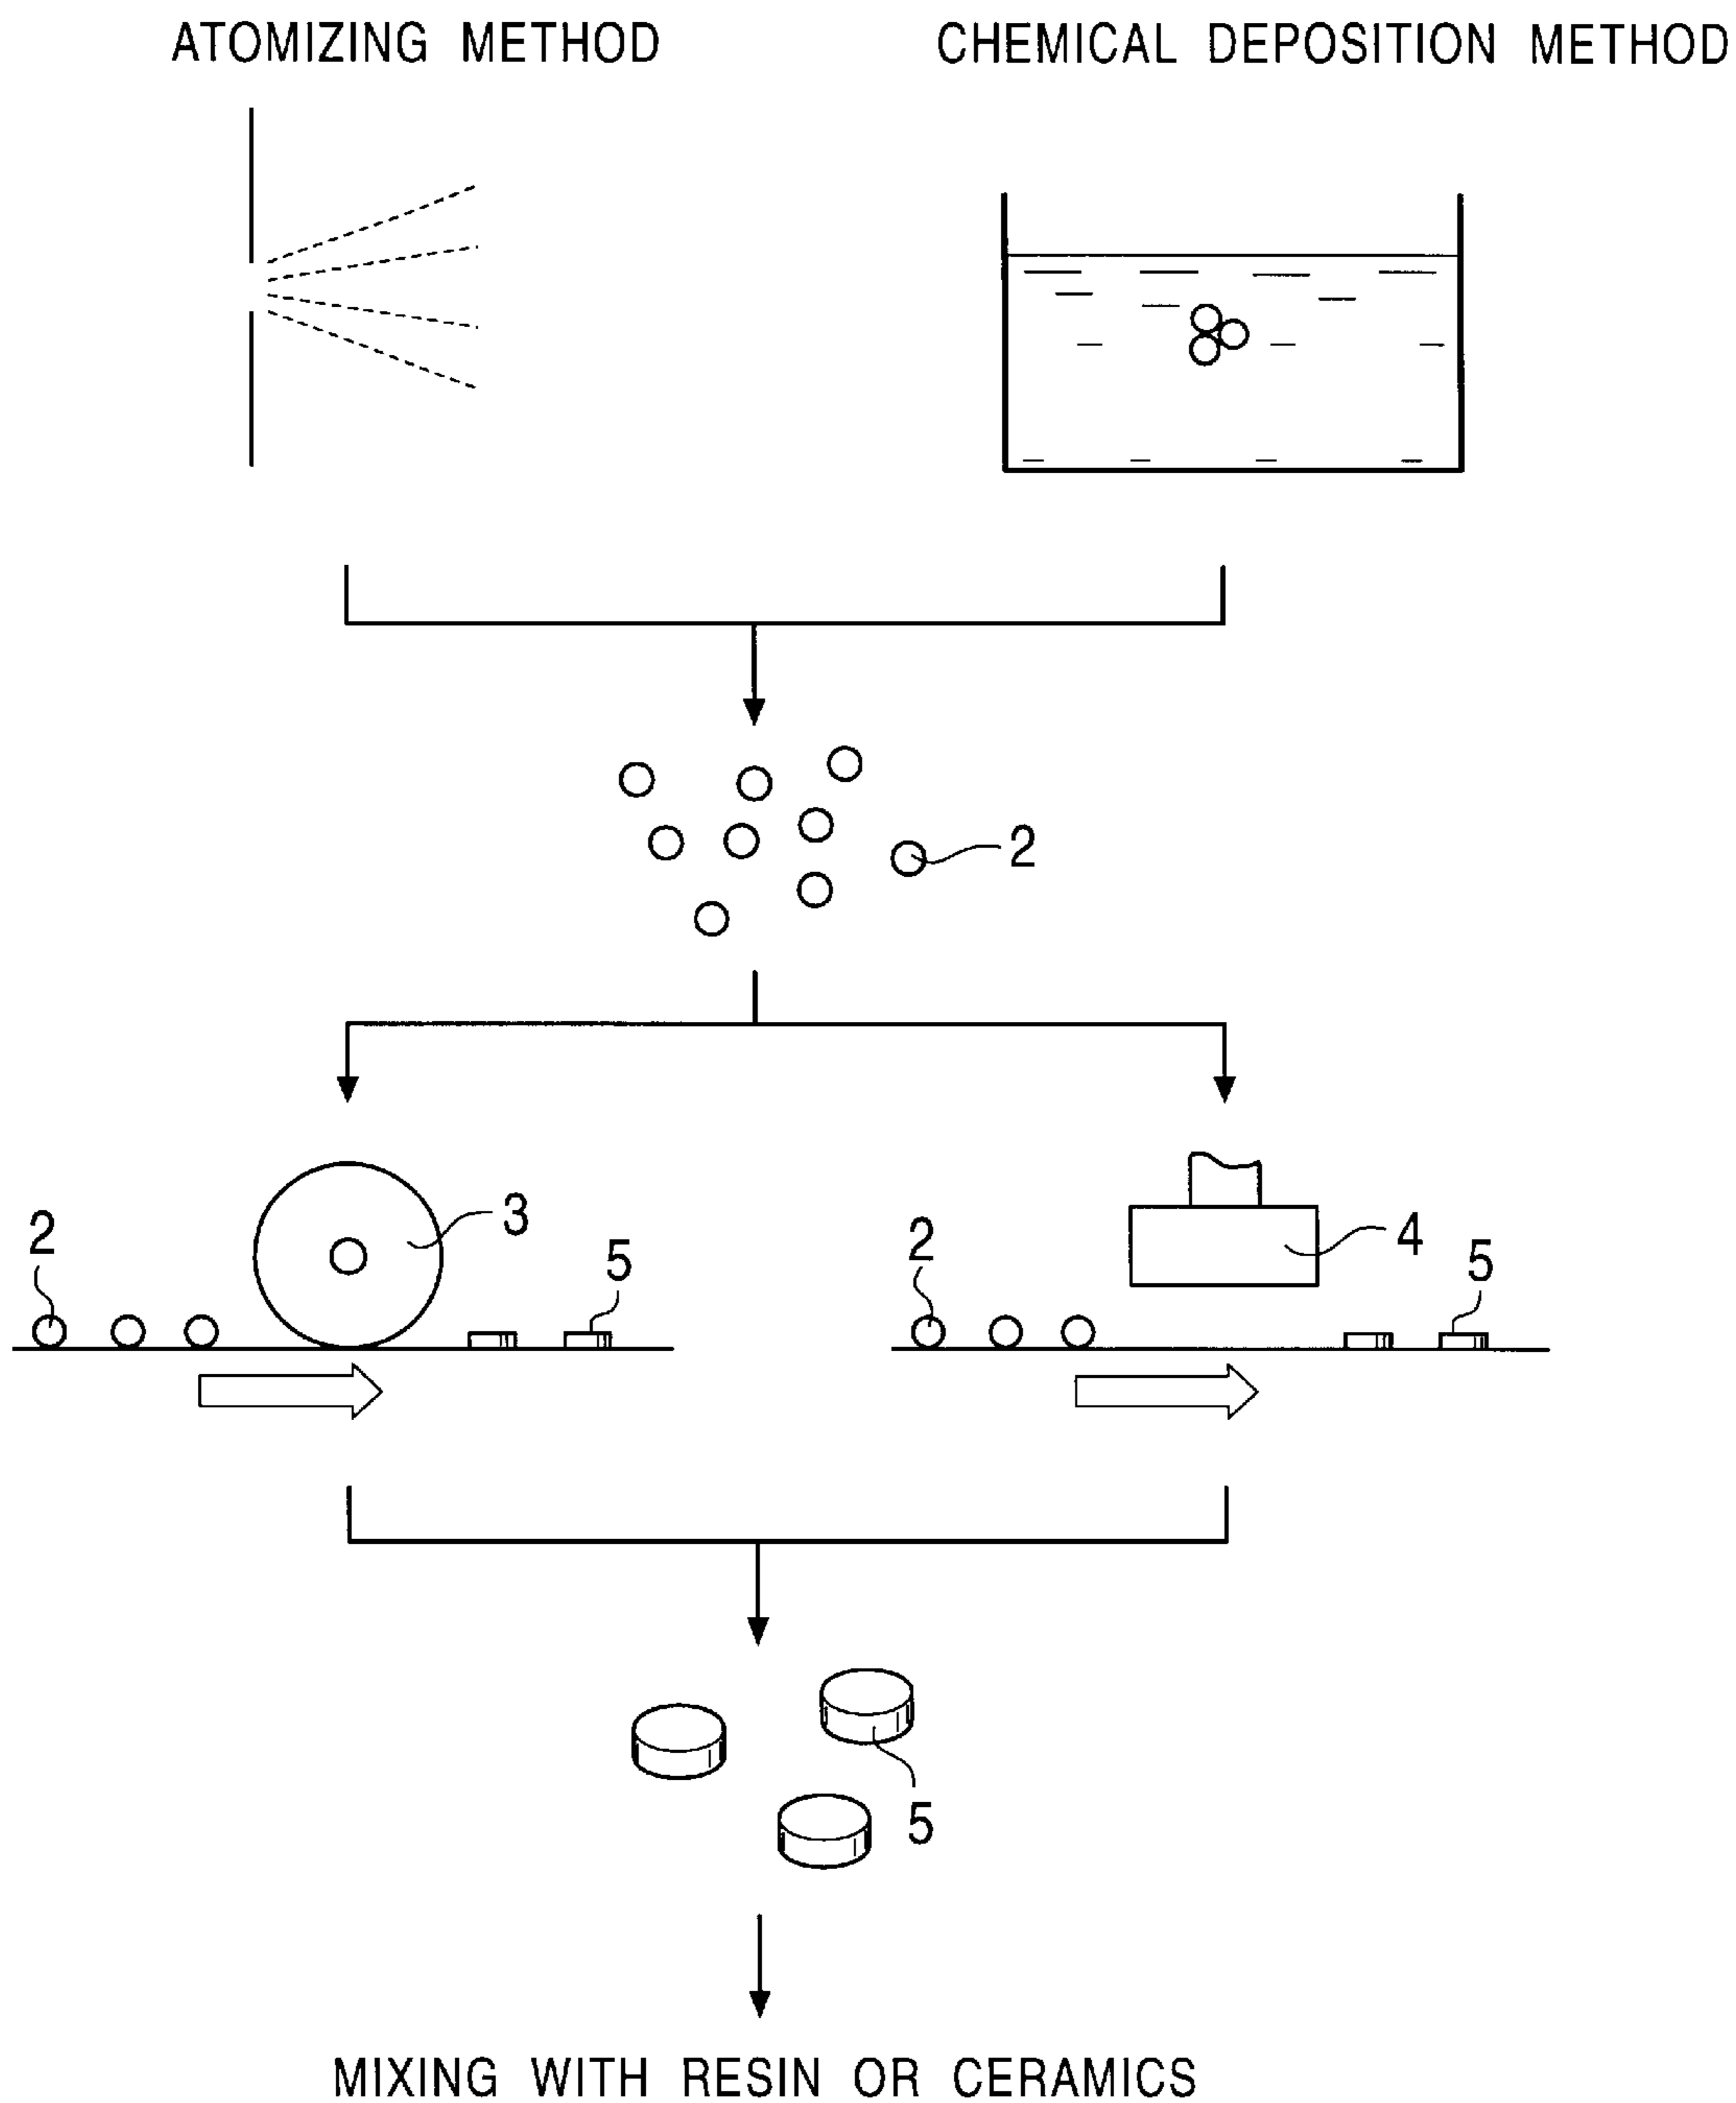 ATOMIZING METHOD
CHEMICAL DEPOSITION METHOD
2
2
3
5
2
4
5
5
MIXING WITH RESIN OR CERAMICS